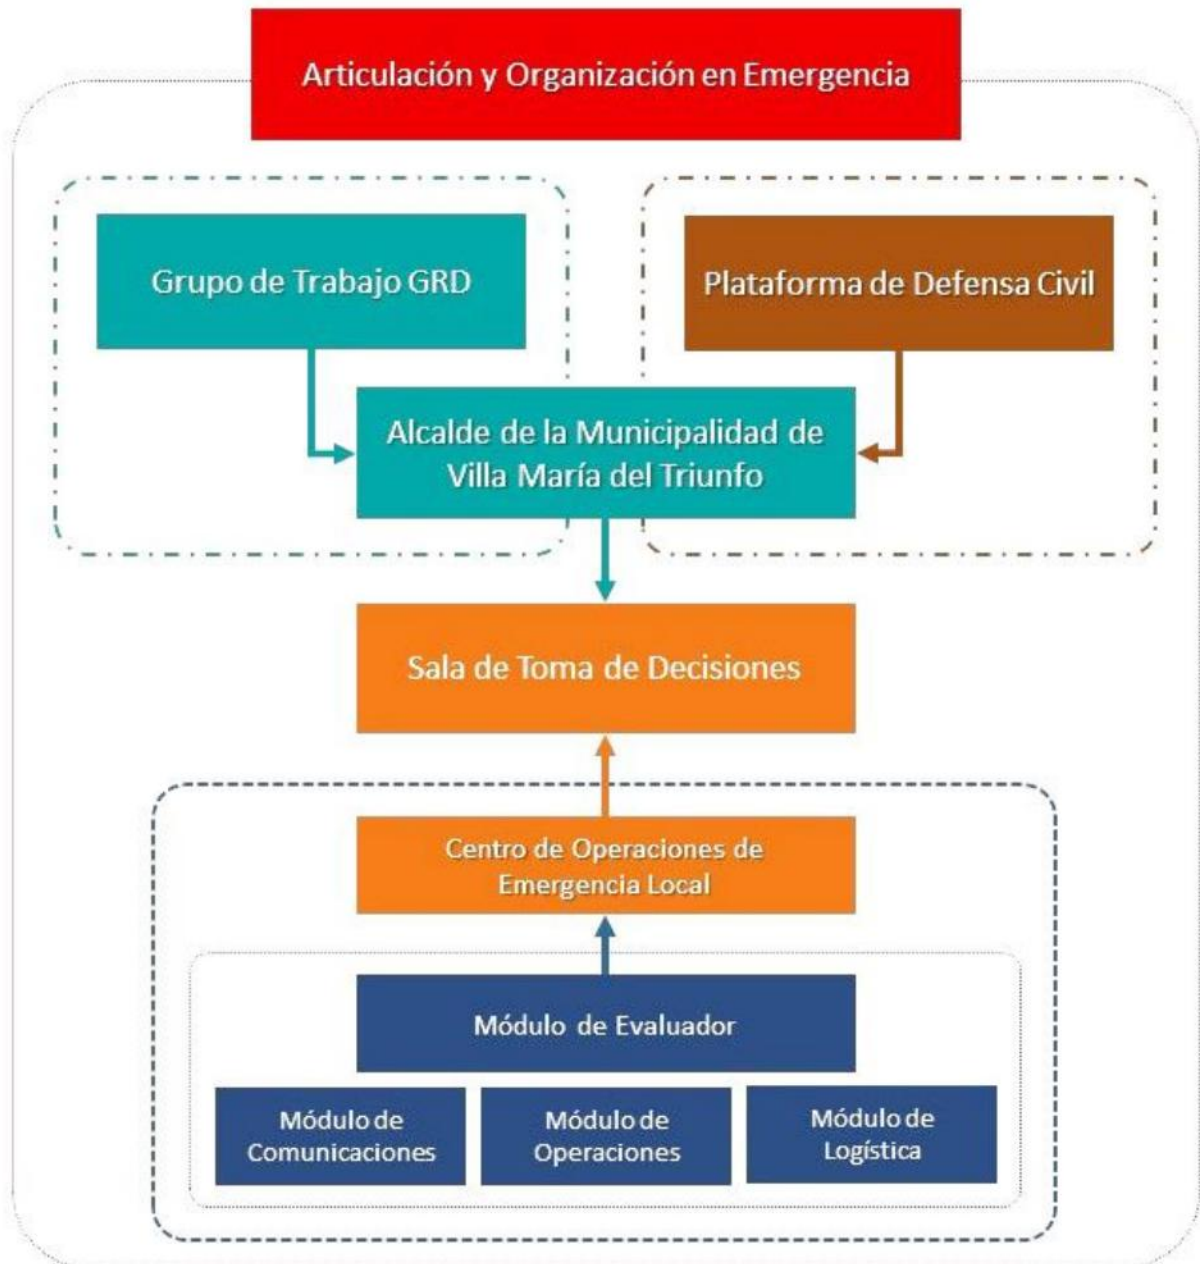 Articulación y Organización en Emergencia
Grupo de Trabajo GRD
Plataforma de Defensa Civil
Alcalde de la Municipalidad de
Villa María del Triunfo
Sala de Toma de Decisiones
Centro de Operaciones de
Emergencia Local
Módulo de Evaluador
Módulo de
Comunicaciones
Módulo de
Operaciones
Módulo de
Logística